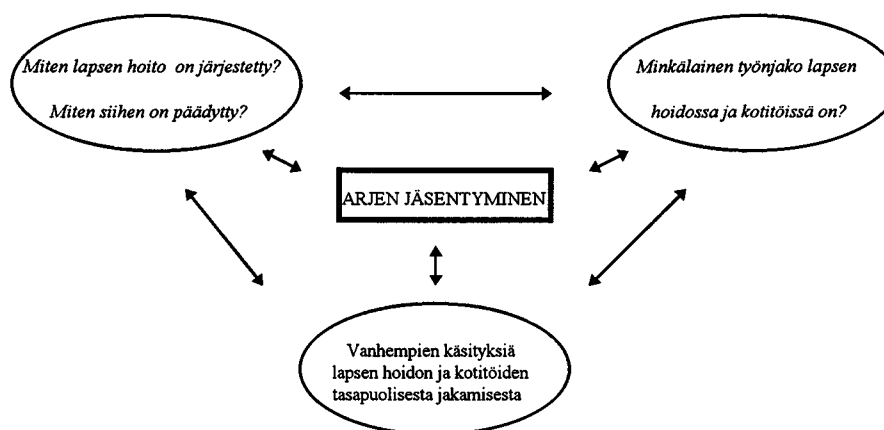 Miten lapsen hoito on järjestetty?
Miten siihen on päädytty?
Minkälainen työnjako lapsen
hoidossa ja kotitöissä on?
ARJEN JÄSENTYMINEN
Vanhempien käsityksiä
lapsen hoidon ja kotitöiden
tasapuolisesta jakamisesta